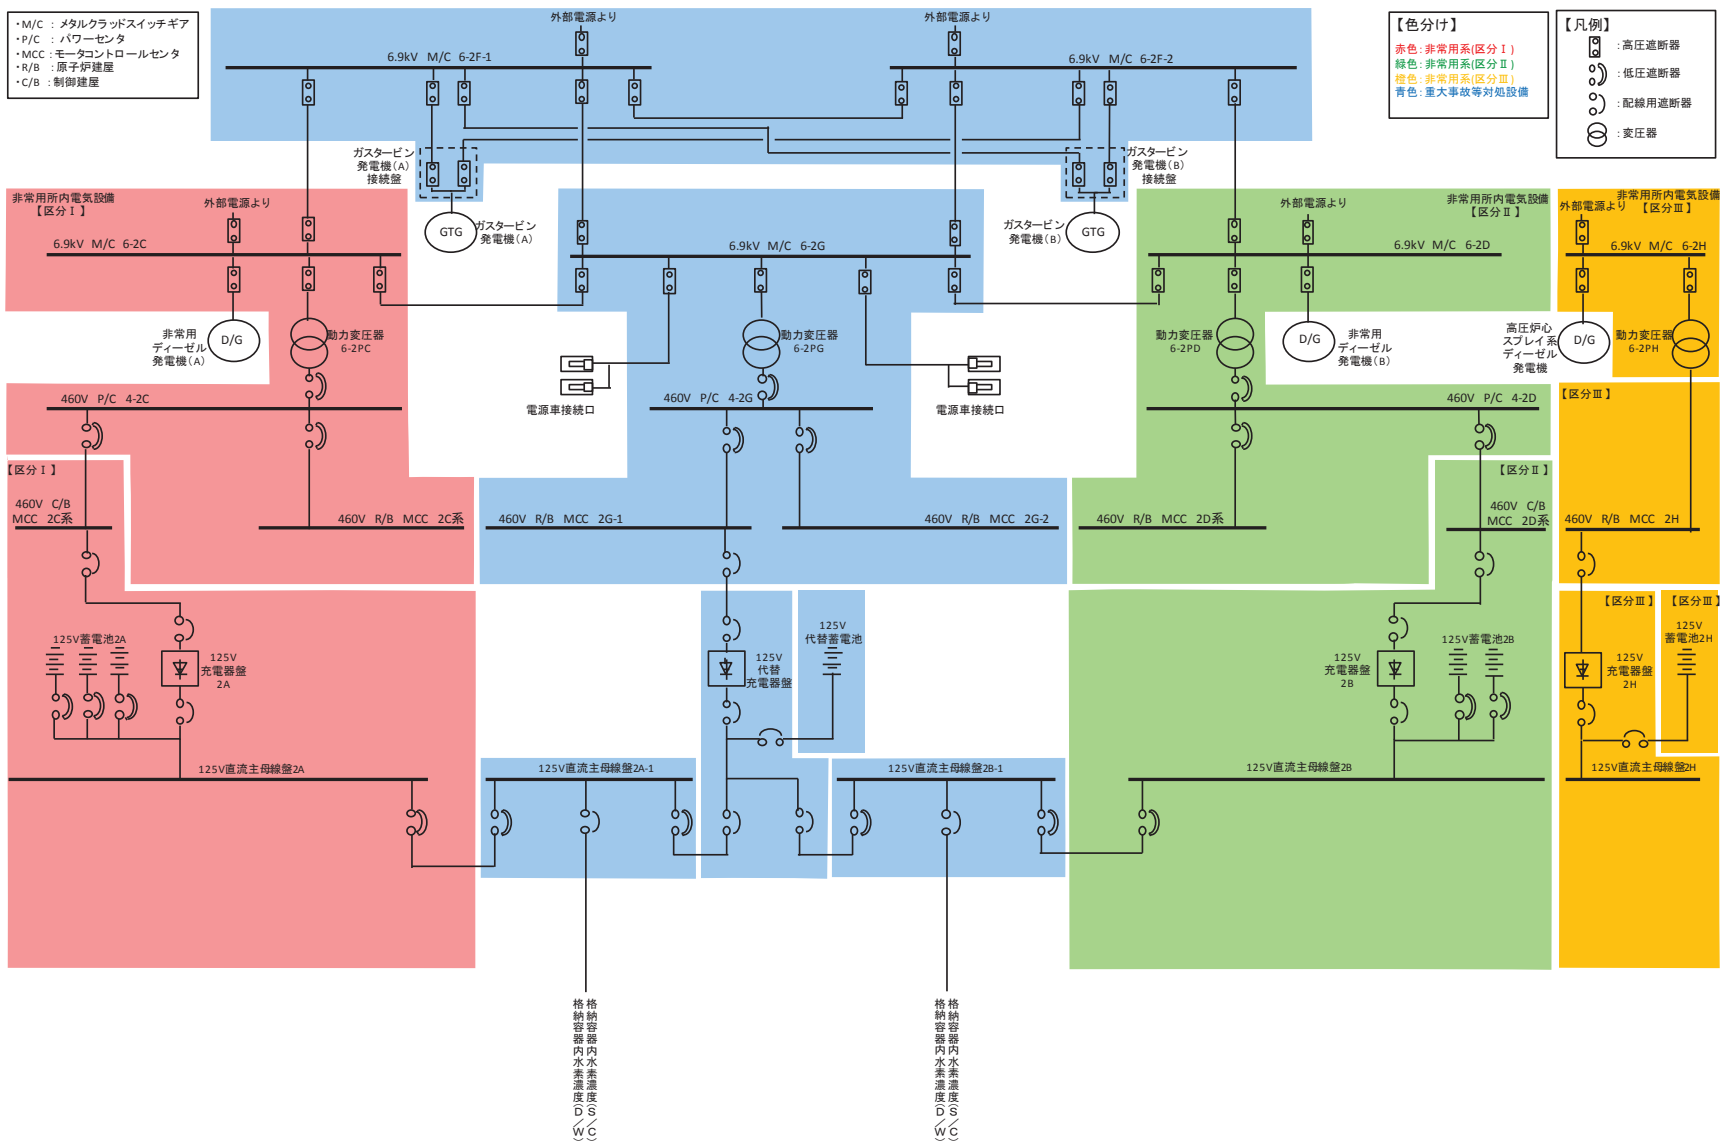 ・M/C : メタルクラッドスイッチギア
・P/C : パワーセンタ
・MCC : モータコントロールセンタ
・R/B : 原子炉建屋
・C/B : 制御建屋
外部電源より
外部電源より
【色分け】
赤色:非常用系(区分Ⅰ)
緑色:非常用系(区分Ⅱ)
橙色:非常用系(区分Ⅲ)
青色:重大事故等対処設備
【凡例】
:高圧遮断器
:低圧遮断器
:配線用遮断器
:変圧器
6.9kV M/C 6-2F-1
6.9kV M/C 6-2F-2
ガスタービン
発電機(A)
接続盤
ガスタービン
発電機(B)
接続盤
非常用所内電気設備
【区分Ⅰ】
外部電源より
GTG
ガスタービン
発電機(A)
ガスタービン
発電機(B)
GTG
外部電源より
非常用所内電気設備
【区分Ⅱ】
外部電源より
非常用所内電気設備
【区分Ⅲ】
6.9kV M/C 6-2C
6.9kV M/C 6-2G
6.9kV M/C 6-2D
6.9kV M/C 6-2H
非常用
ディーゼル
発電機(A)
D/G
動力変圧器
6-2PC
動力変圧器
6-2PG
動力変圧器
6-2PD
D/G
非常用
ディーゼル
発電機(B)
高圧炉心
スプレイ系
ディーゼル
発電機
D/G
動力変圧器
6-2PH
電源車接続口
電源車接続口
460V P/C 4-2C
460V P/C 4-2G
460V P/C 4-2D
【区分Ⅲ】
【区分Ⅰ】
【区分Ⅱ】
460V C/B
MCC 2C系
460V R/B MCC 2C系
460V R/B MCC 2G-1
460V R/B MCC 2G-2
460V R/B MCC 2D系
460V C/B
MCC 2D系
460V R/B MCC 2H
【区分Ⅲ】
【区分Ⅲ】
125V蓄電池2A
125V
充電器盤
2A
125V
代替
充電器盤
125V
代替蓄電池
125V
充電器盤
2B
125V蓄電池2B
125V
充電器盤
2H
125V
蓄電池2H
125V直流主母線盤2A
125V直流主母線盤2A-1
125V直流主母線盤2B-1
125V直流主母線盤2B
125V直流主母線盤2H
格納容器内水素濃度(S/C)
格納容器内水素濃度(D/W)
格納容器内水素濃度(S/C)
格納容器内水素濃度(D/W)